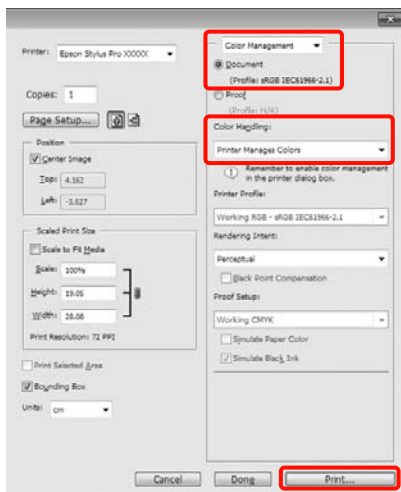 Printer: Epson Stylus Pro XXXXX
Copies: 1
Page Setup...
Position
Center Image
Top: 4.162
Left: -3.527
Scaled Print Size
Scale to Fit Media
Scale: 100%
Height: 19.05
Width: 28.08
Print Resolution: 72 PPI
Print Selected Area
Bounding Box
Units: cm
Color Management
Document
(Profile: sRGB IEC61966-2.1)
Proof
(Profile: N/A)
Color Handling:
Printer Manages Colors
Remember to enable color management
in the printer dialog box.
Printer Profile:
Working RGB - sRGB IEC61966-2.1
Rendering Intent:
Perceptual
Black Point Compensation
Proof Setup:
Working CMYK
Simulate Paper Color
Simulate Black Ink
Cancel
Done
Print...